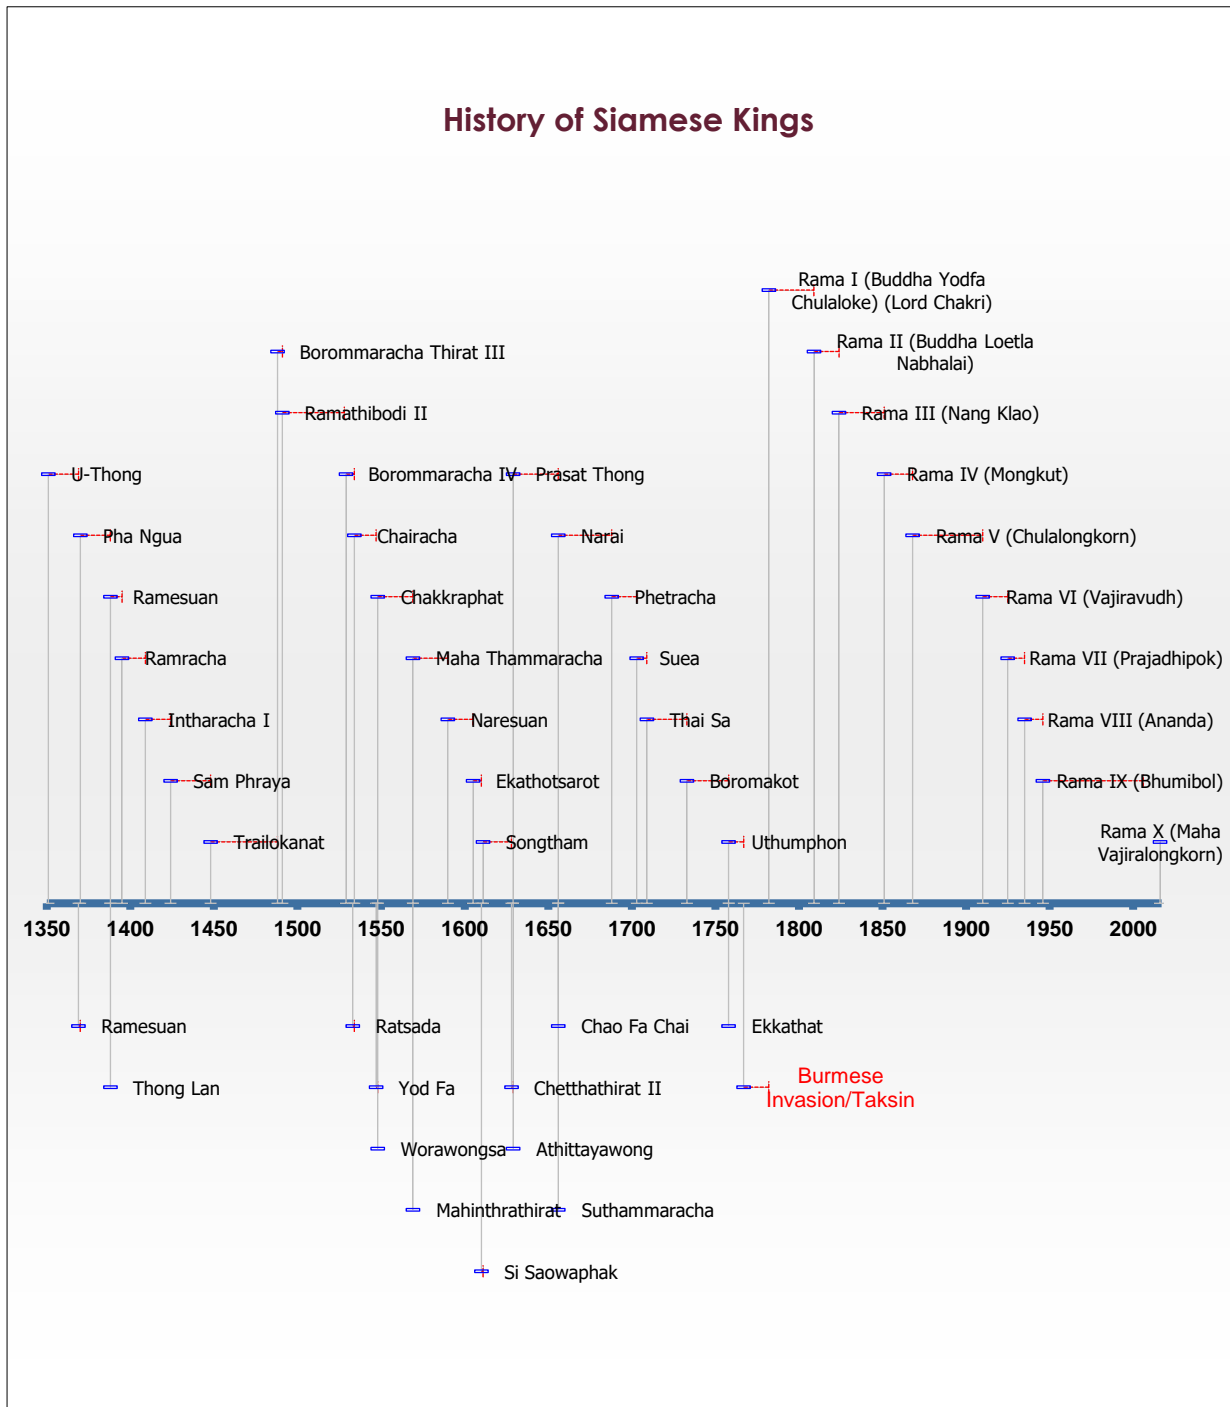 History of Siamese Kings
Rama I (Buddha Yodfa
Chulaloke) (Lord Chakri)
Rama II (Buddha Loetla
Nabhalai)
Borommaracha Thirat III
Ramathibodi II
Rama III (Nang Klao)
U-Thong
Borommaracha IV
Prasat Thong
Rama IV (Mongkut)
Pha Ngua
Chairacha
Narai
Rama V (Chulalongkorn)
Ramesuan
Chakkraphat
Phetracha
Rama VI (Vajiravudh)
Ramracha
Maha Thammaracha
Suea
Rama VII (Prajadhipok)
Intharacha I
Naresuan
Thai Sa
Rama VIII (Ananda)
Sam Phraya
Ekathotsarot
Boromakot
Rama IX (Bhumibol)
Trailokanat
Songtham
Uthumphon
Rama X (Maha
Vajiralongkorn)
1350 1400 1450 1500 1550 1600 1650 1700 1750 1800 1850 1900 1950 2000
Ramesuan
Ratsada
Chao Fa Chai
Ekkathat
Thong Lan
Yod Fa
Chetthathirat II
Burmese
Invasion/Taksin
Worawongsa
Athittayawong
Mahinthrathirat
Suthammaracha
Si Saowaphak